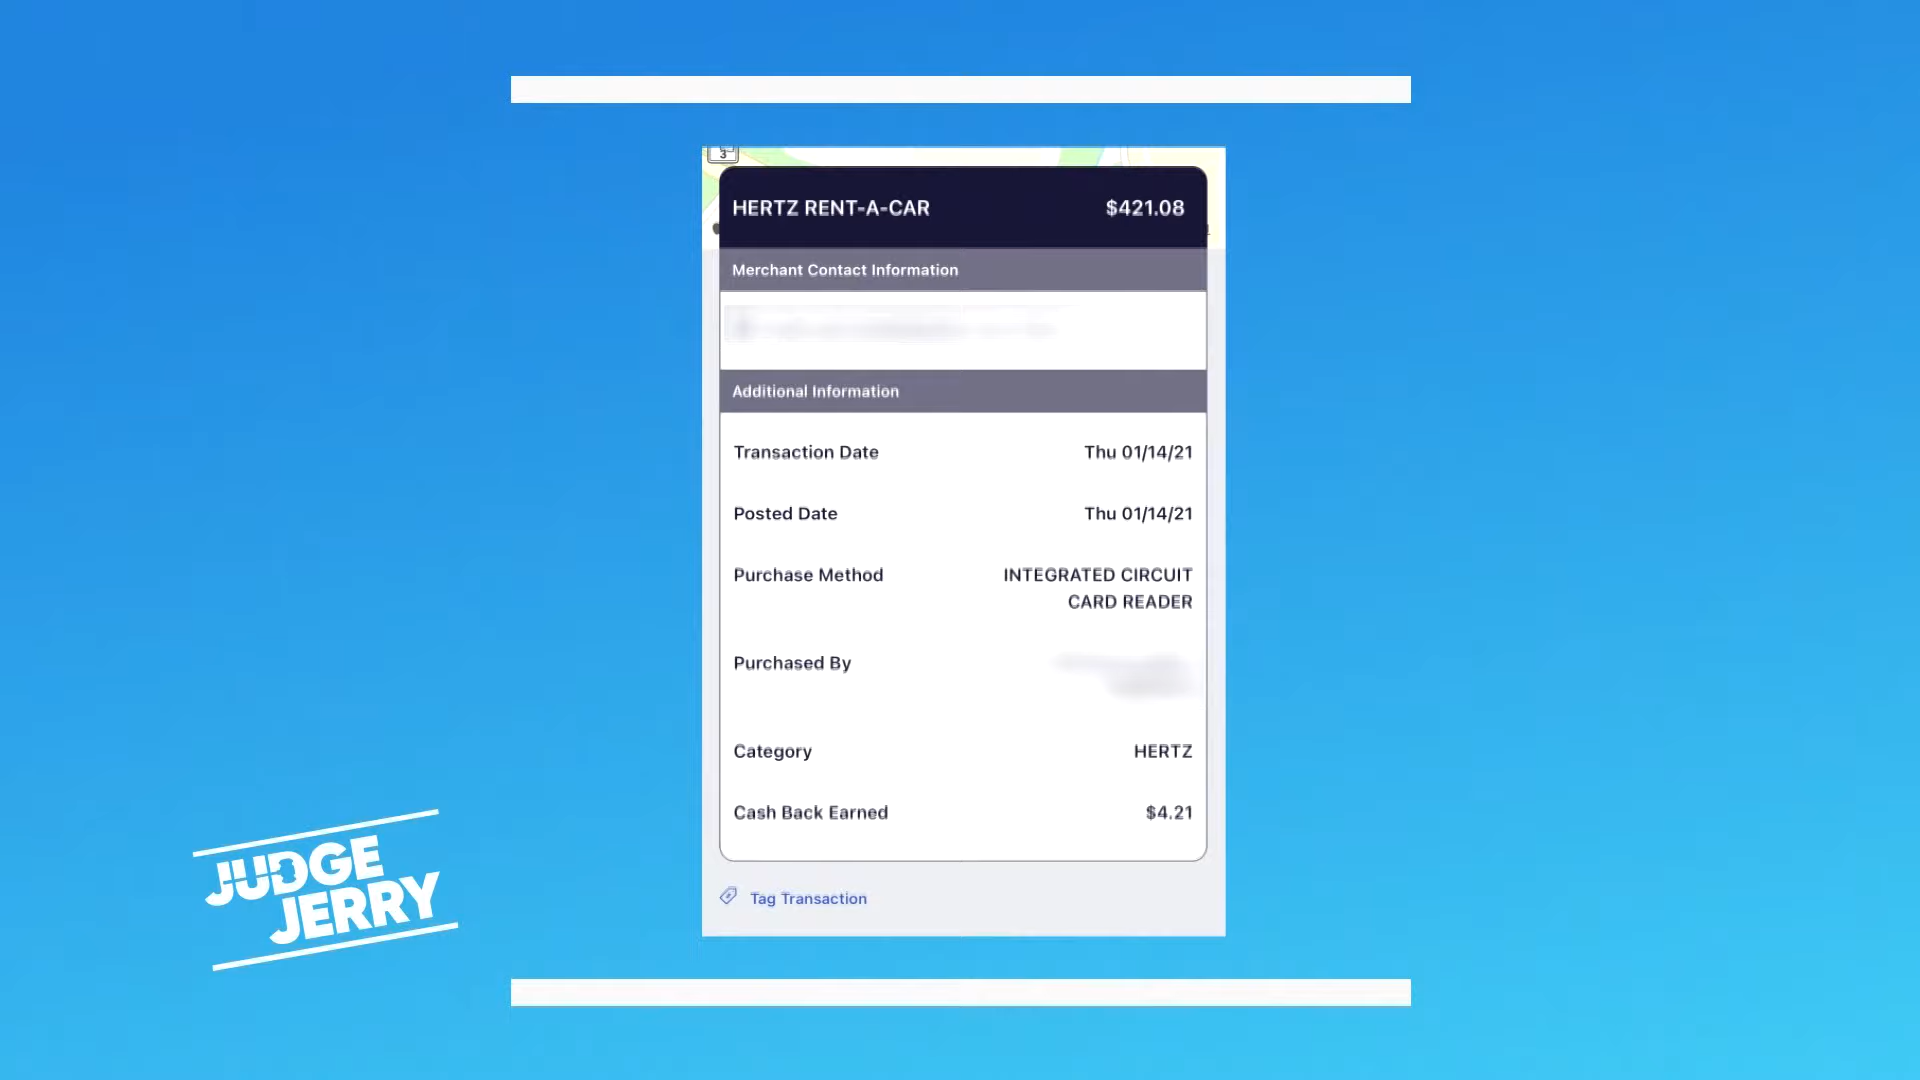 3
HERTZ RENT-A-CAR $421.08
Merchant Contact Information
Additional Information
Transaction Date Thu 01/14/21
Posted Date Thu 01/14/21
Purchase Method INTEGRATED CIRCUIT
CARD READER
Purchased By
Category HERTZ
Cash Back Earned $4.21
Tag Transaction
JUDGE
JERRY